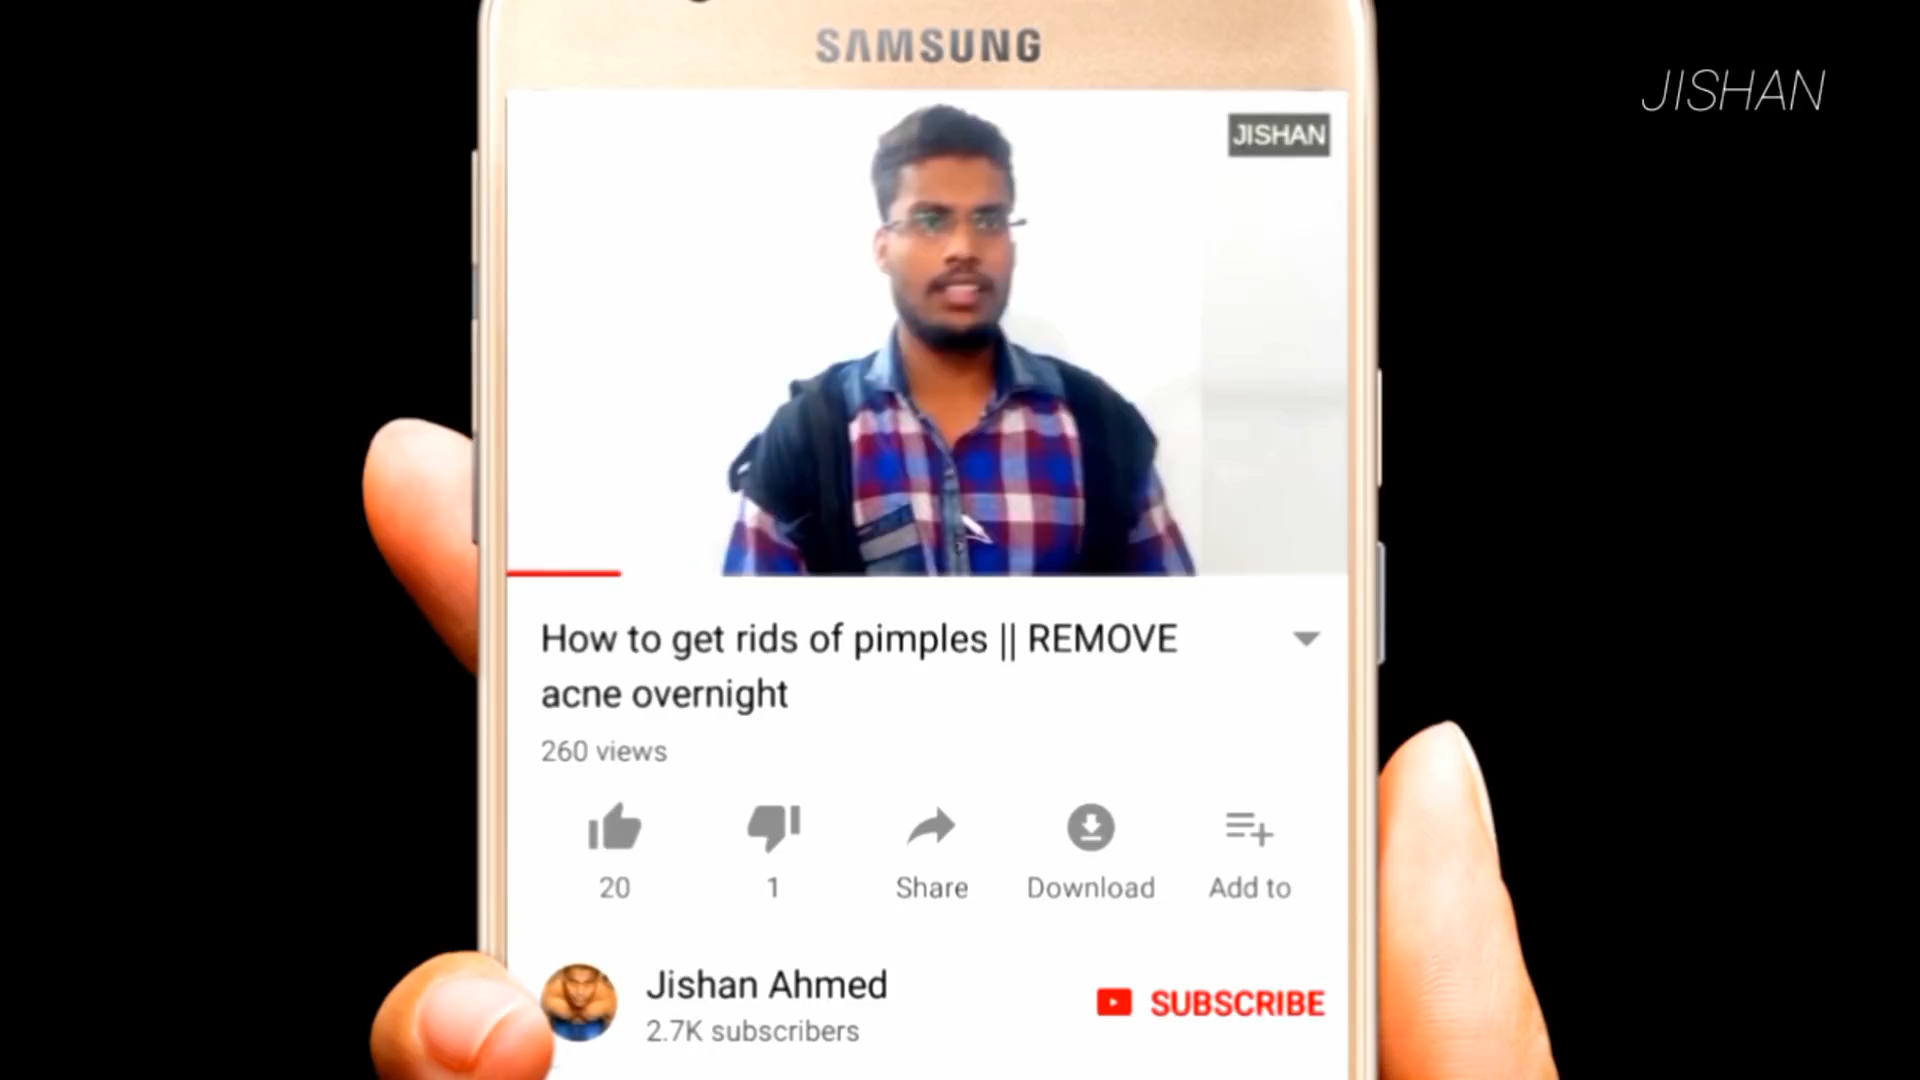 SAMSUNG
JISHAN
JISHAN
How to get rids of pimples || REMOVE
acne overnight
260 views
20
1
Share
Download
Add to
Jishan Ahmed
2.7K subscribers
SUBSCRIBE